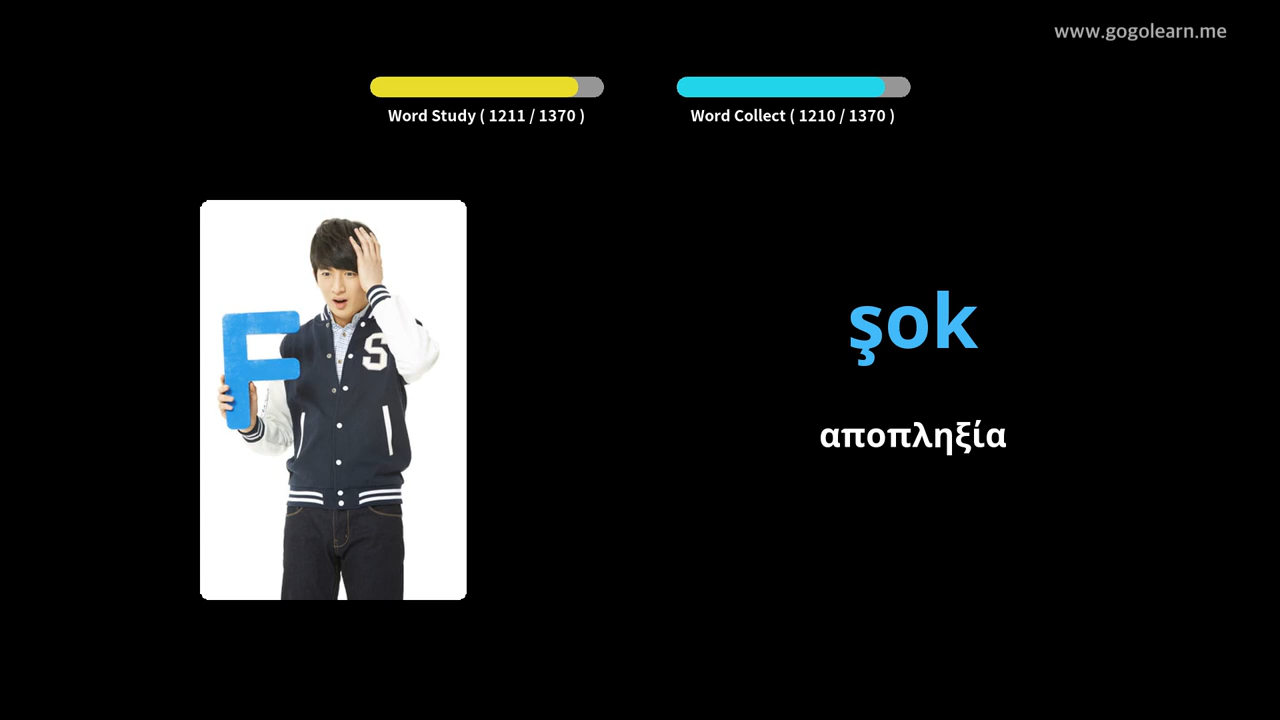 www.gogolearn.me
Word Study ( 1211 / 1370 )
Word Collect ( 1210 / 1370 )
F
S
şok
αποπληξία